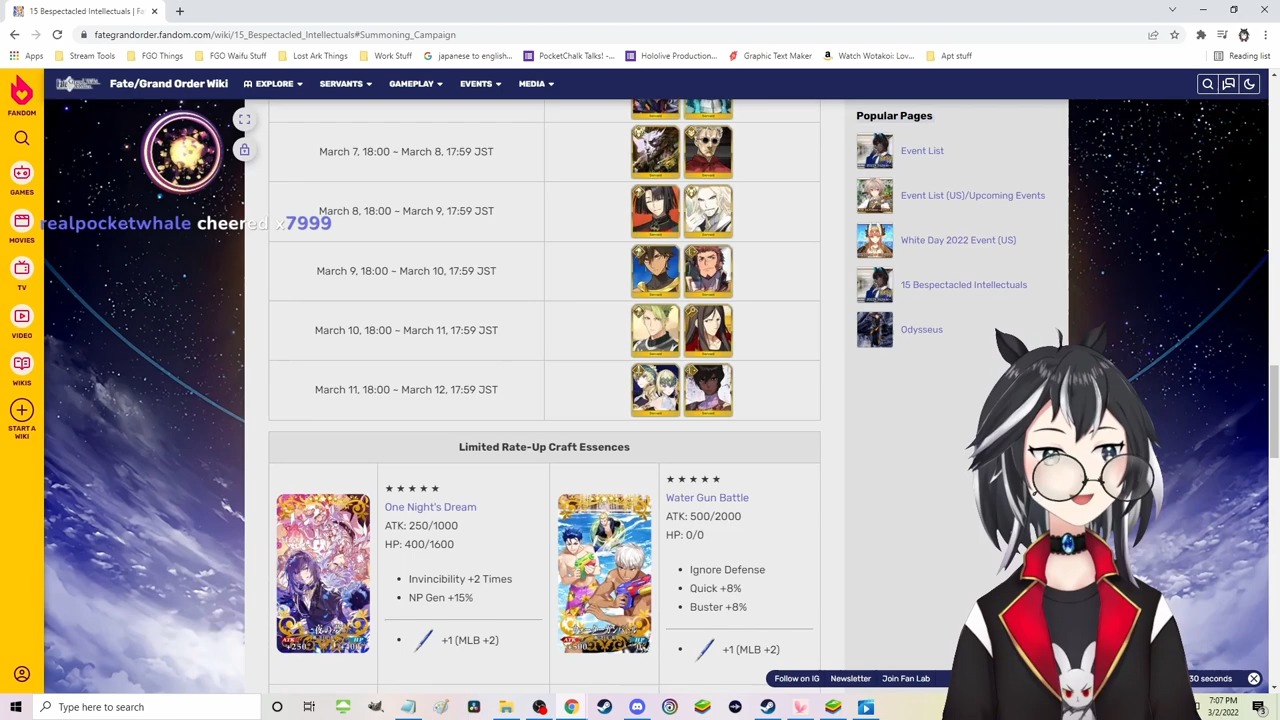 15 Bespectacled Intellectuals |
fategrandorder.fandom.com/wiki/15_Bespectacled_Intellectuals#Summoning_Campaign
Apps Stream Tools FGO Things FGO Waifu Stuff Lost Ark Things Work Stuff japanese to english... PocketChalk Talks! -... Hololive Production... Graphic Text Maker Watch Wotakoi: Lov... Apt stuff Reading list
Fate/Grand Order Wiki EXPLORE SERVANTS GAMEPLAY EVENTS MEDIA
FANDOM
GAMES
MOVIES
TV
VIDEO
WIKIS
START A
WIKI
realpocketwhale cheered x7999
March 7, 18:00 ~ March 8, 17:59 JST
March 8, 18:00 ~ March 9, 17:59 JST
March 9, 18:00 ~ March 10, 17:59 JST
March 10, 18:00 ~ March 11, 17:59 JST
March 11, 18:00 ~ March 12, 17:59 JST
Limited Rate-Up Craft Essences
★ ★ ★ ★ ★
One Night's Dream
ATK: 250/1000
HP: 400/1600
Invincibility +2 Times
NP Gen +15%
+1 (MLB +2)
★ ★ ★ ★ ★
Water Gun Battle
ATK: 500/2000
HP: 0/0
Ignore Defense
Quick +8%
Buster +8%
+1 (MLB +2)
Popular Pages
Event List
Event List (US)/Upcoming Events
White Day 2022 Event (US)
15 Bespectacled Intellectuals
Odysseus
Follow on IG Newsletter Join Fan Lab
30 seconds
Type here to search
7:07 PM
3/2/2022